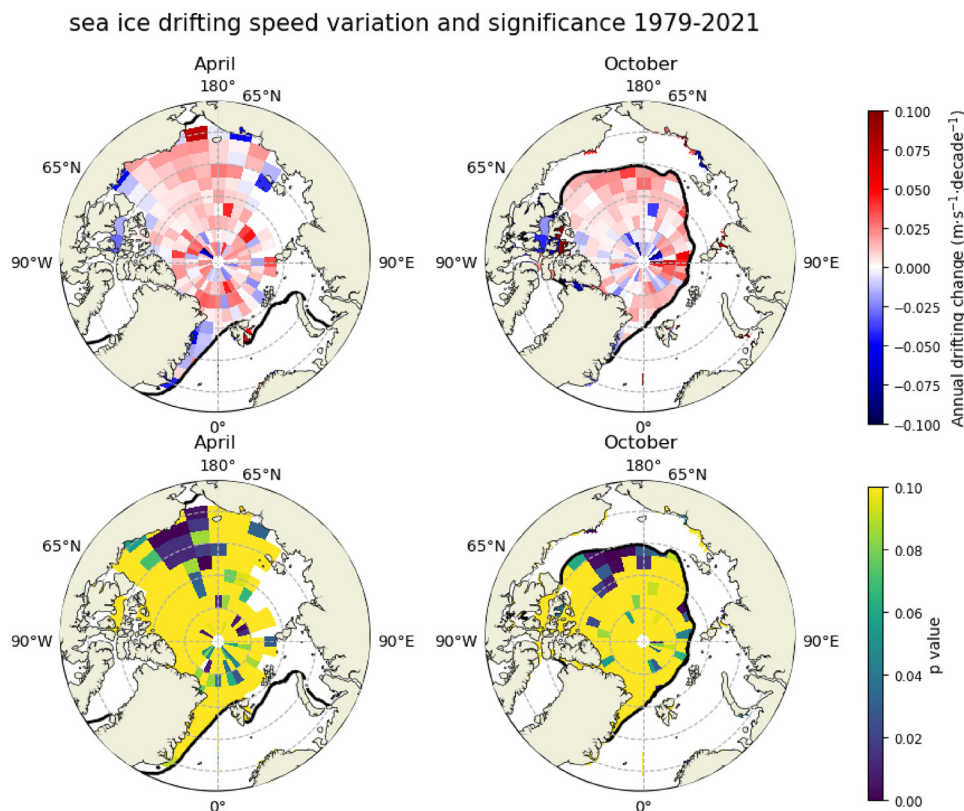 sea ice drifting speed variation and significance 1979-2021
April
180°
65°N
65°N
90°W
90°E
0°
October
180°
65°N
65°N
90°W
90°E
0°
0.100
0.075
0.050
0.025
0.000
−0.025
−0.050
−0.075
−0.100
Annual drifting change (m·s⁻¹·decade⁻¹)
April
180°
65°N
65°N
90°W
90°E
0°
October
180°
65°N
65°N
90°W
90°E
0°
0.10
0.08
0.06
0.04
0.02
0.00
p value